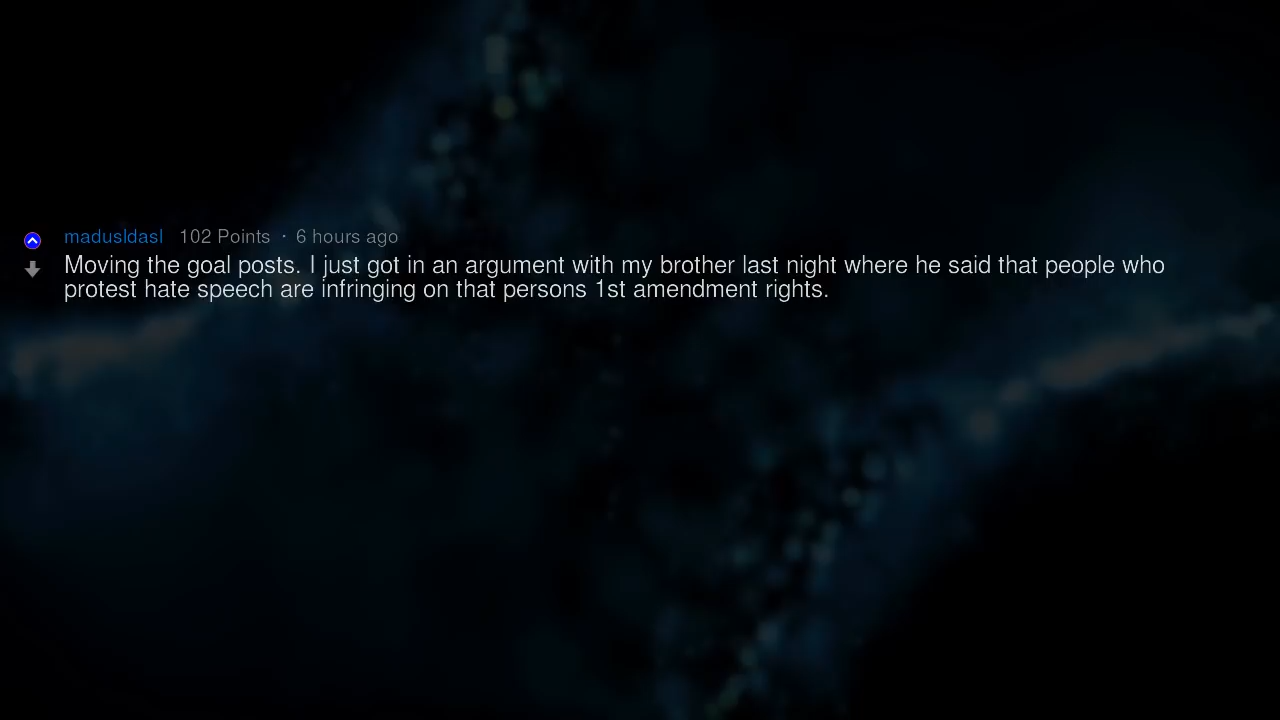 madusldasl 102 Points · 6 hours ago
Moving the goal posts. I just got in an argument with my brother last night where he said that people who
protest hate speech are infringing on that persons 1st amendment rights.